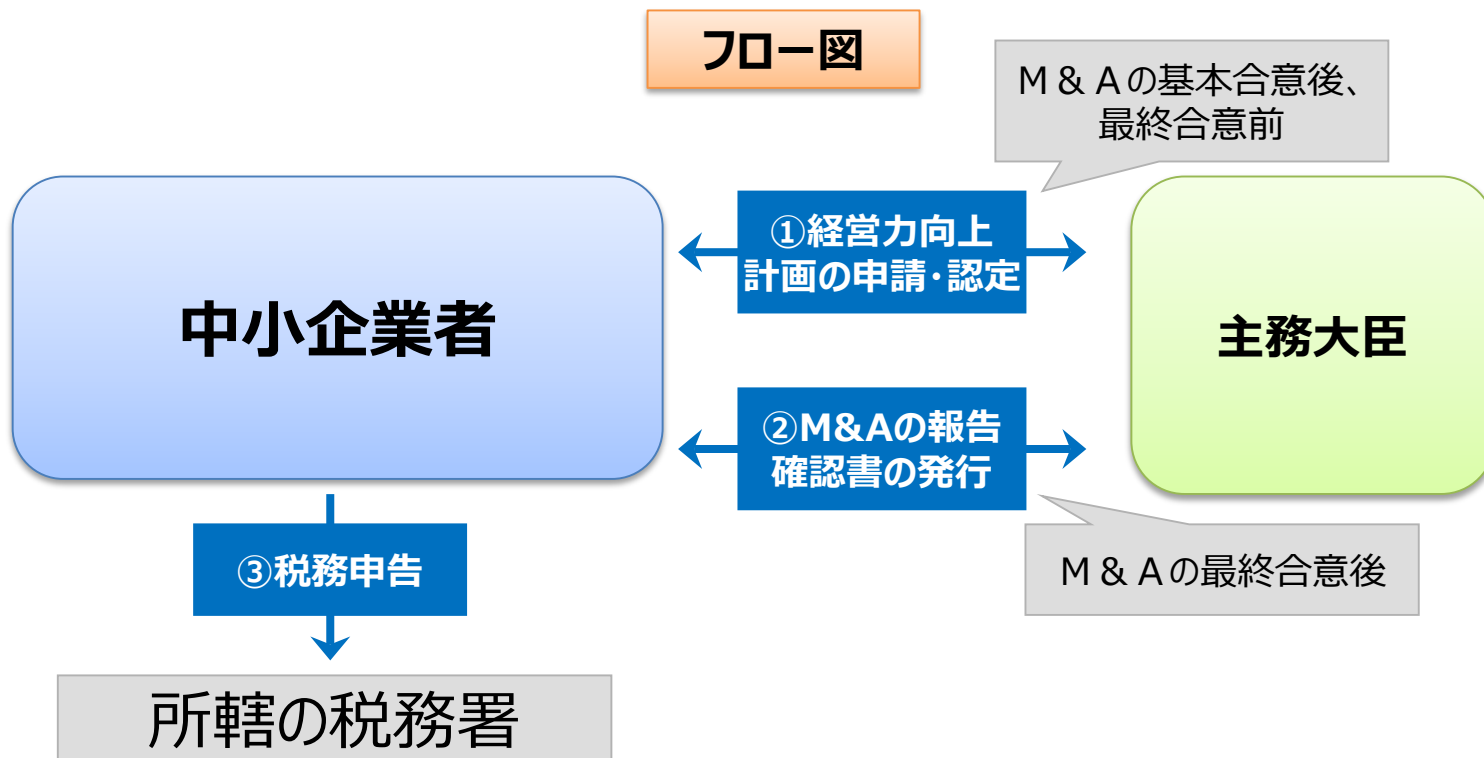 フロー図
M & Aの基本合意後、
最終合意前
①経営力向上
計画の申請･認定
中小企業者
主務大臣
②M&Aの報告
確認書の発行
M & Aの最終合意後
③税務申告
所轄の税務署